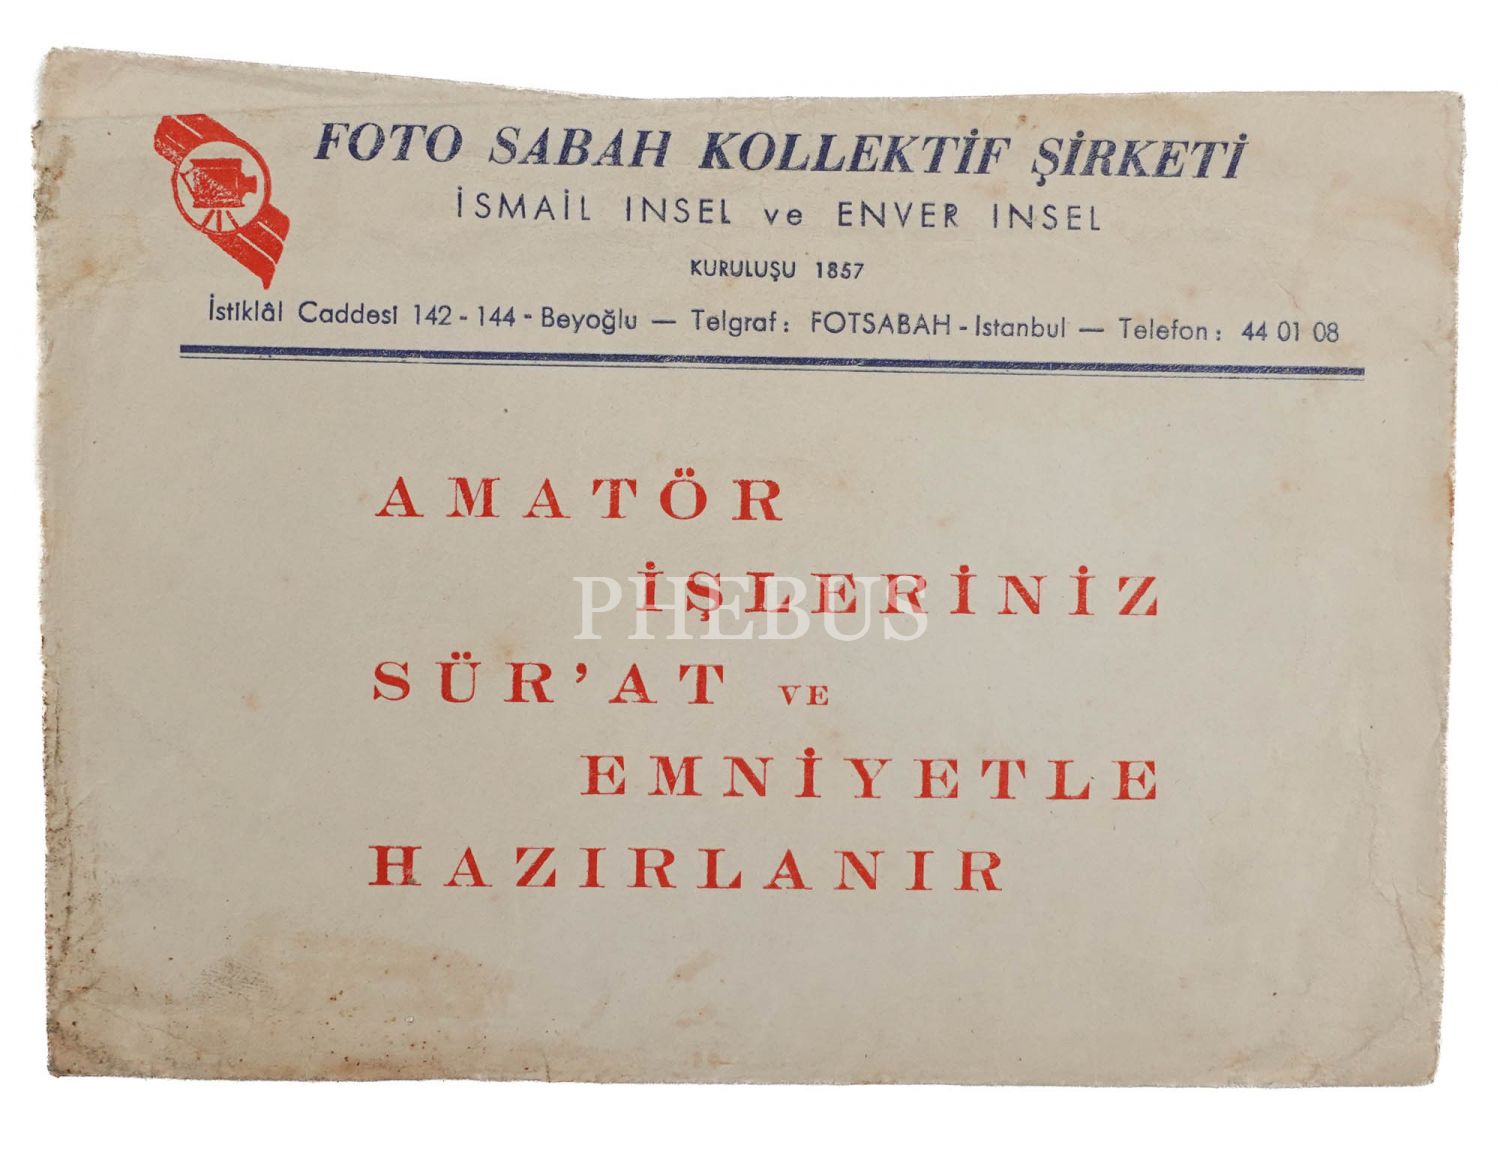 FOTO SABAH KOLLEKTİF ŞİRKETİ
İSMAİL INSEL ve ENVER INSEL
KURULUŞU 1857
İstiklâl Caddesi 142 - 144 - Beyoğlu — Telgraf: FOTSABAH - Istanbul — Telefon: 44 01 08
AMATÖR
İŞLERİNİZ
PHEBUS
SÜR'AT VE
EMNİYETLE
HAZIRLANIR